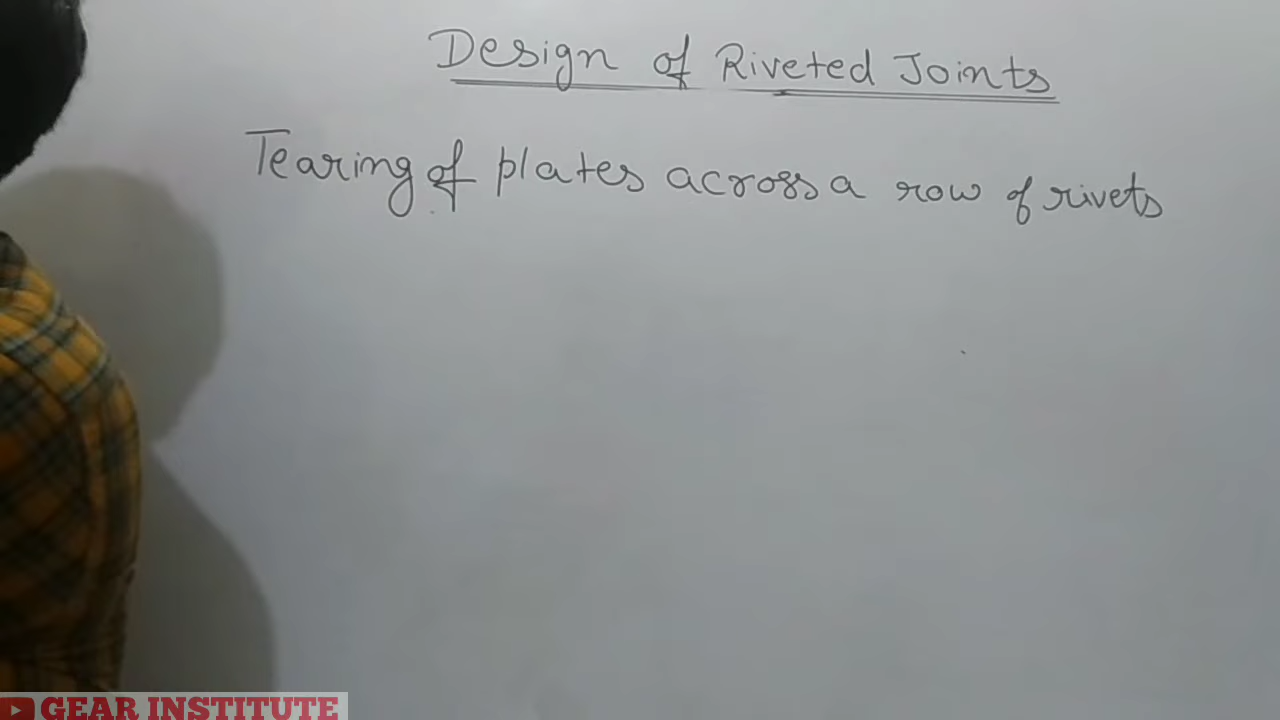 Design of Riveted Joints
Tearing of plates across a row of rivets
GEAR INSTITUTE